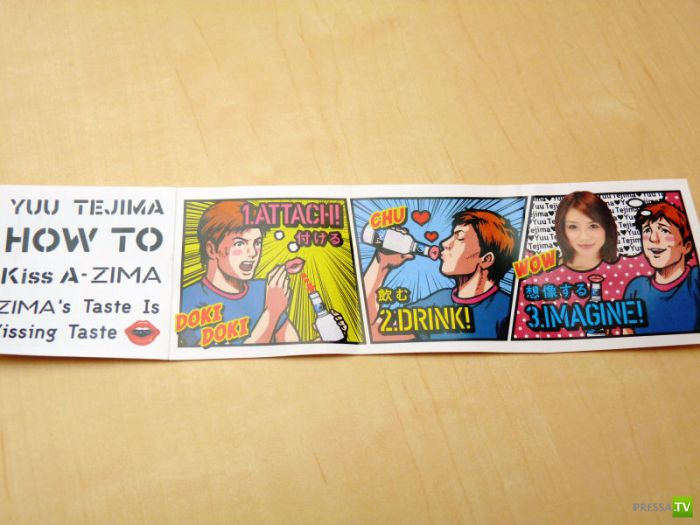 YUU TEJIMA
HOW TO
Kiss A-ZIMA
ZIMA's Taste Is
Kissing Taste
1.ATTACH!
付ける
DOKI
DOKI
CHU
飲む
2.DRINK!
WOW
想像する
3.IMAGINE!
PRESSA.TV